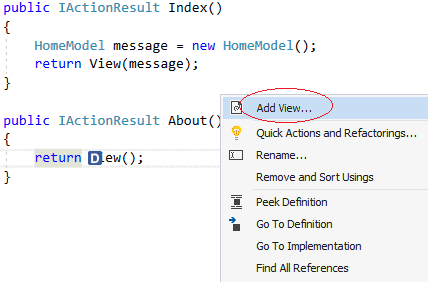 public IActionResult Index()
{
HomeModel message = new HomeModel();
return View(message);
}
public IActionResult About()
{
return D iew();
}
Add View...
Quick Actions and Refactorings...
Rename...
Remove and Sort Usings
Peek Definition
Go To Definition
Go To Implementation
Find All References